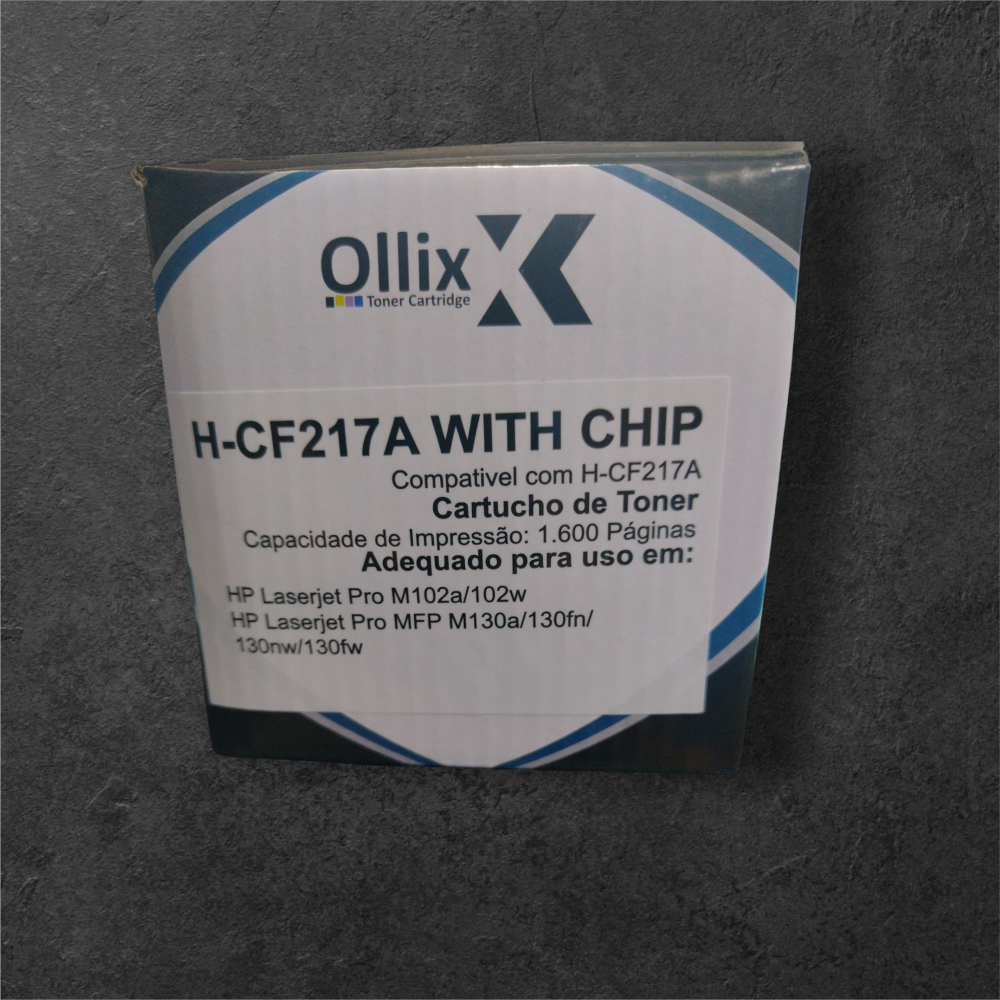 Ollix
Toner Cartridge
H-CF217A WITH CHIP
Compativel com H-CF217A
Cartucho de Toner
Capacidade de Impressão: 1.600 Páginas
Adequado para uso em:
HP Laserjet Pro M102a/102w
HP Laserjet Pro MFP M130a/130fn/
130nw/130fw